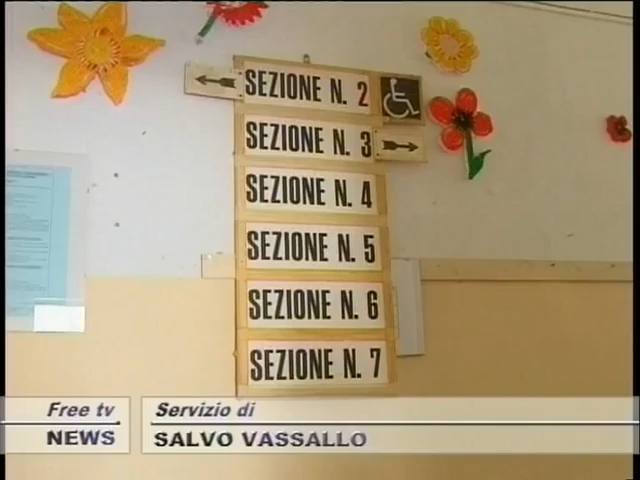 SEZIONE N. 2
SEZIONE N. 3
SEZIONE N. 4
SEZIONE N. 5
SEZIONE N. 6
SEZIONE N. 7
Free tv
NEWS
Servizio di
SALVO VASSALLO